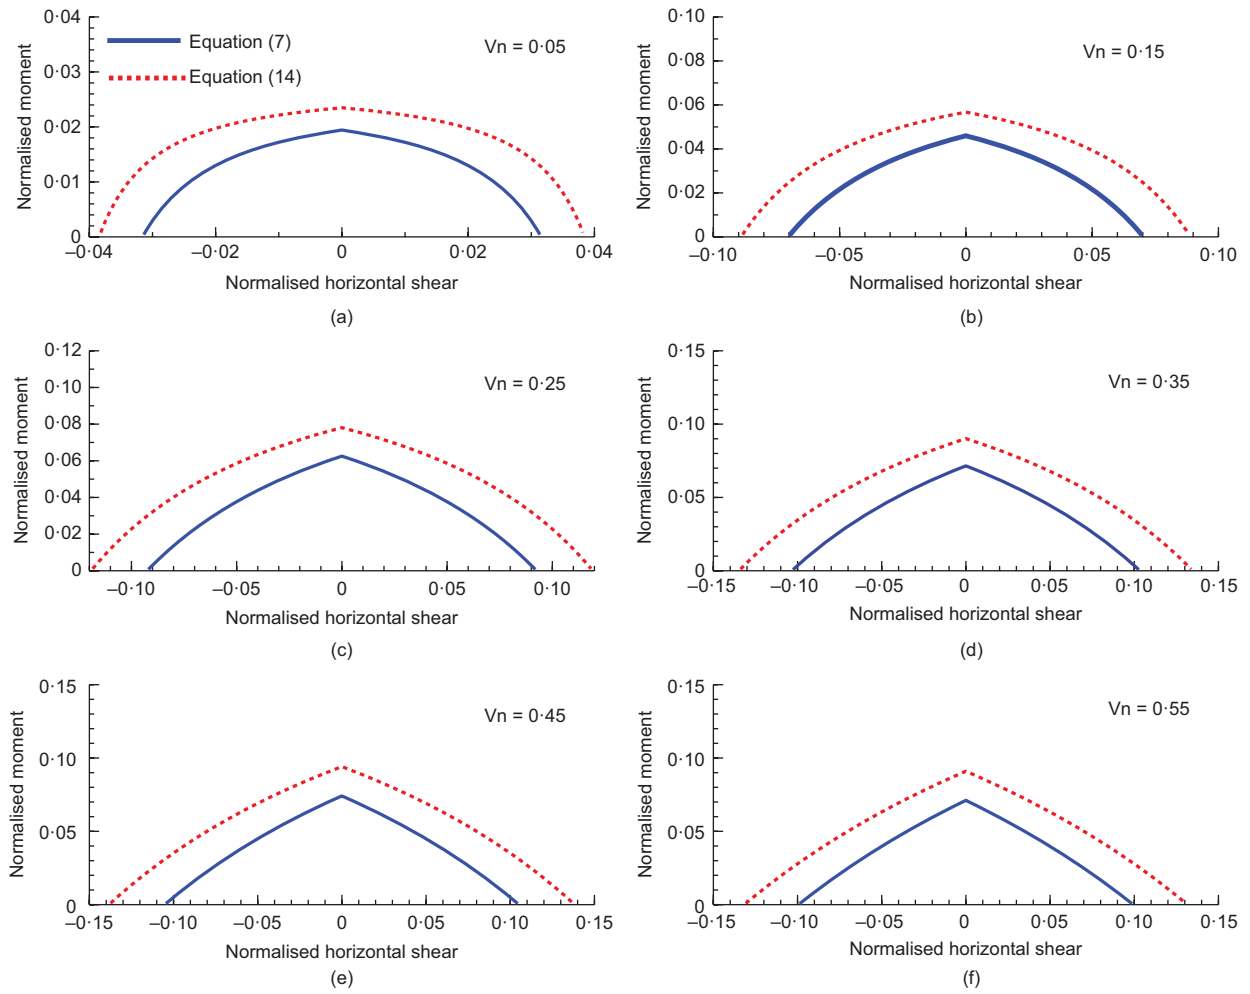 0·04
0·03
0·02
0·01
0
Normalised moment
Equation (7)
Equation (14)
Vn = 0·05
–0·04
–0·02
0
0·02
0·04
Normalised horizontal shear
(a)
0·10
0·08
0·06
0·04
0·02
0
Normalised moment
Vn = 0·15
–0·10
–0·05
0
0·05
0·10
Normalised horizontal shear
(b)
0·12
0·10
0·08
0·06
0·04
0·02
0
Normalised moment
Vn = 0·25
–0·10
–0·05
0
0·05
0·10
Normalised horizontal shear
(c)
0·15
0·10
0·05
0
Normalised moment
Vn = 0·35
–0·15
–0·10
–0·05
0
0·05
0·10
0·15
Normalised horizontal shear
(d)
0·15
0·10
0·05
0
Normalised moment
Vn = 0·45
–0·15
–0·10
–0·05
0
0·05
0·10
0·15
Normalised horizontal shear
(e)
0·15
0·10
0·05
0
Normalised moment
Vn = 0·55
–0·15
–0·10
–0·05
0
0·05
0·10
0·15
Normalised horizontal shear
(f)